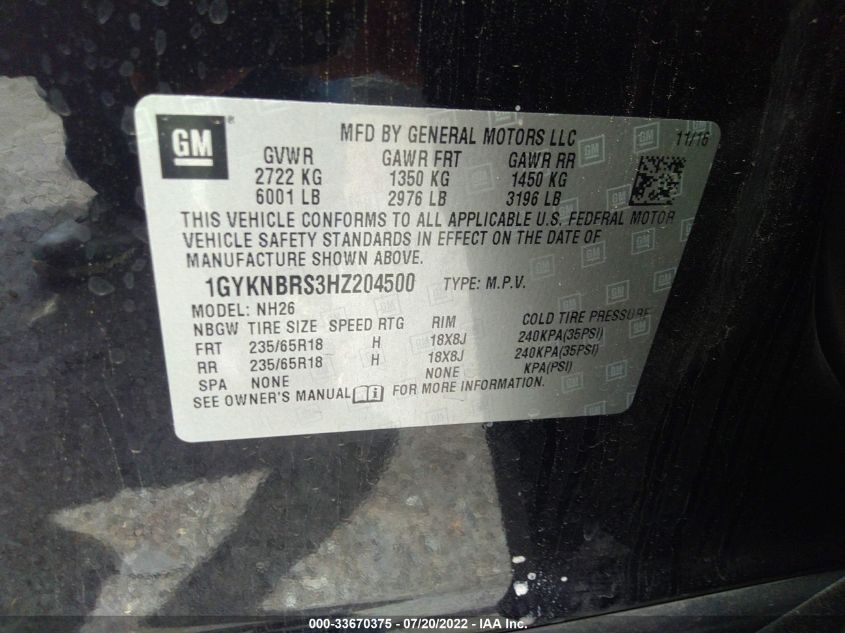 GM ®
MFD BY GENERAL MOTORS LLC 11/16
GVWR GAWR FRT GAWR RR
2722 KG 1350 KG 1450 KG
6001 LB 2976 LB 3196 LB
THIS VEHICLE CONFORMS TO ALL APPLICABLE U.S. FEDERAL MOTOR
VEHICLE SAFETY STANDARDS IN EFFECT ON THE DATE OF
MANUFACTURE SHOWN ABOVE.
1GYKNBRS3HZ204500 TYPE: M.P.V.
MODEL: NH26
NBGW TIRE SIZE SPEED RTG RIM COLD TIRE PRESSURE
FRT 235/65R18 H 18X8J 240KPA(35PSI)
RR 235/65R18 H 18X8J 240KPA(35PSI)
SPA NONE NONE KPA(PSI)
SEE OWNER'S MANUAL FOR MORE INFORMATION.
000-33670375 - 07/20/2022 - IAA Inc.